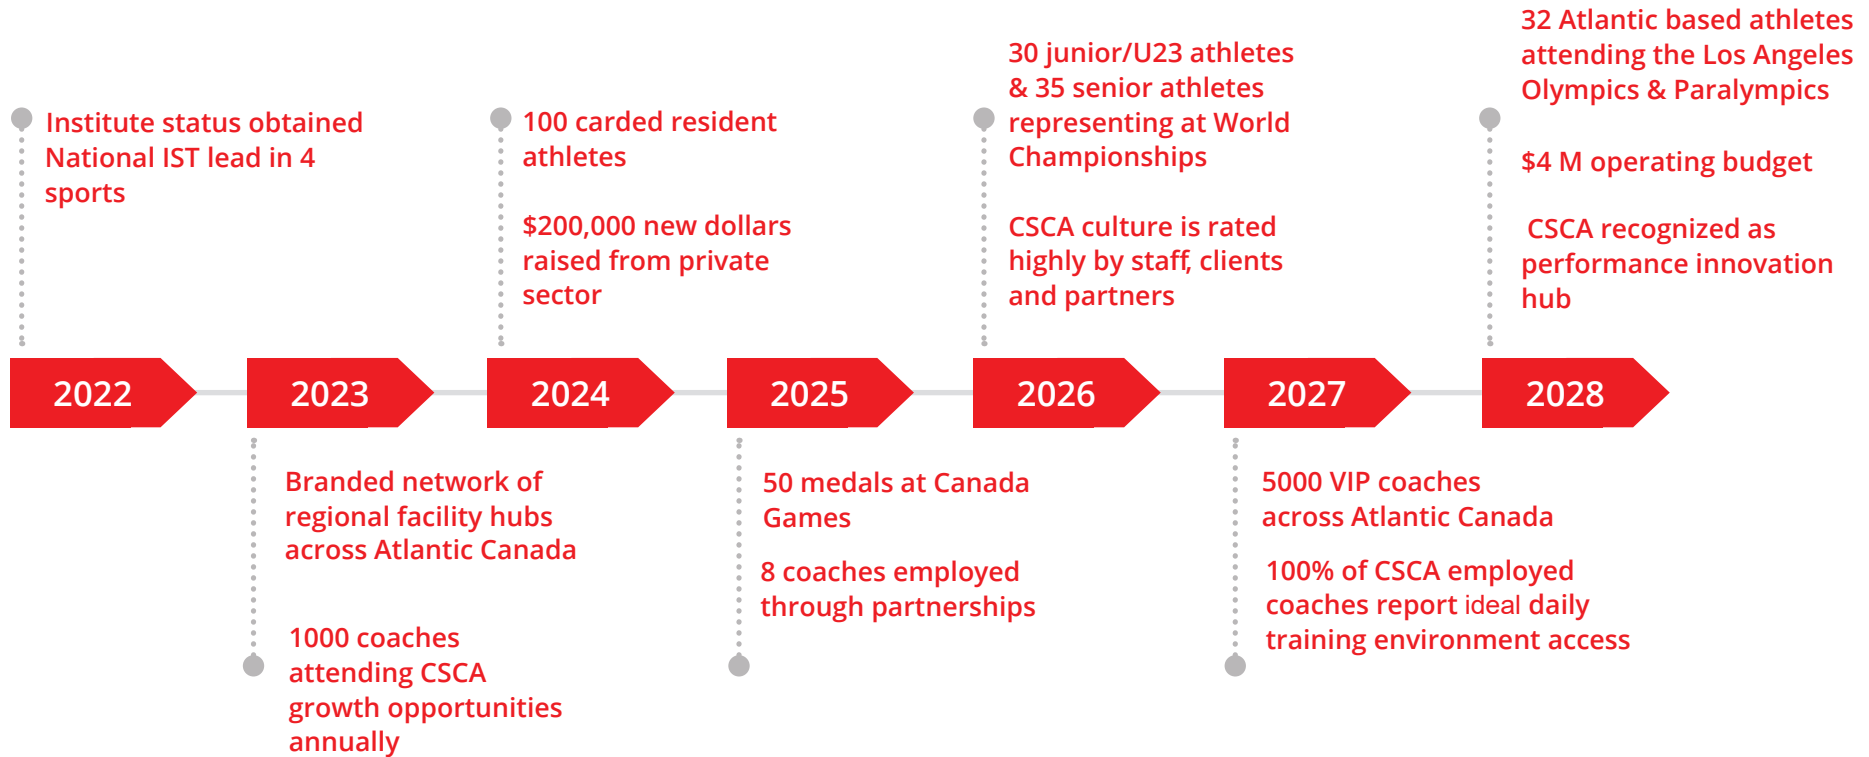 Institute status obtained
National IST lead in 4
sports
100 carded resident
athletes
$200,000 new dollars
raised from private
sector
30 junior/U23 athletes
& 35 senior athletes
representing at World
Championships
CSCA culture is rated
highly by staff, clients
and partners
32 Atlantic based athletes
attending the Los Angeles
Olympics & Paralympics
$4 M operating budget
CSCA recognized as
performance innovation
hub
2022
2023
2024
2025
2026
2027
2028
Branded network of
regional facility hubs
across Atlantic Canada
1000 coaches
attending CSCA
growth opportunities
annually
50 medals at Canada
Games
8 coaches employed
through partnerships
5000 VIP coaches
across Atlantic Canada
100% of CSCA employed
coaches report ideal daily
training environment access